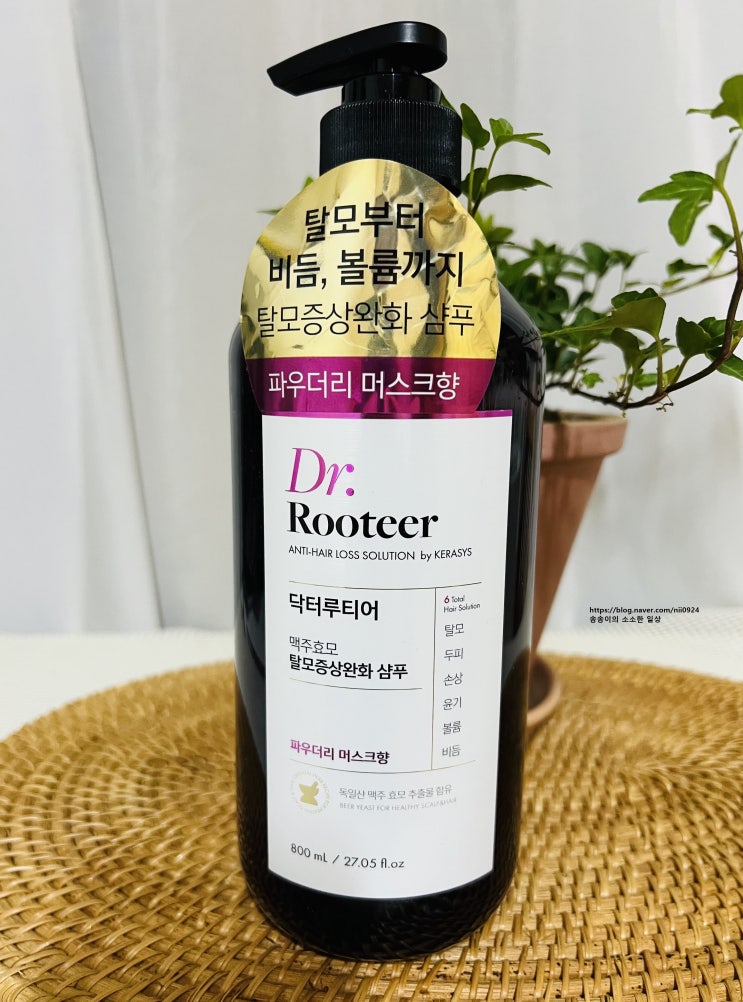 탈모부터
비듬, 볼륨까지
탈모증상완화 샴푸
파우더리 머스크향
Dr.
Rooteer
ANTI-HAIR LOSS SOLUTION by KERASYS
닥터루티어
맥주효모
탈모증상완화 샴푸
6 Total
Hair Solution
탈모
두피
손상
윤기
볼륨
비듬
파우더리 머스크향
독일산 맥주 효모 추출물 함유
BEER YEAST FOR HEALTHY SCALP&HAIR
800 mL / 27.05 fl.oz
https://blog.naver.com/nii0924
송송이의 소소한 일상